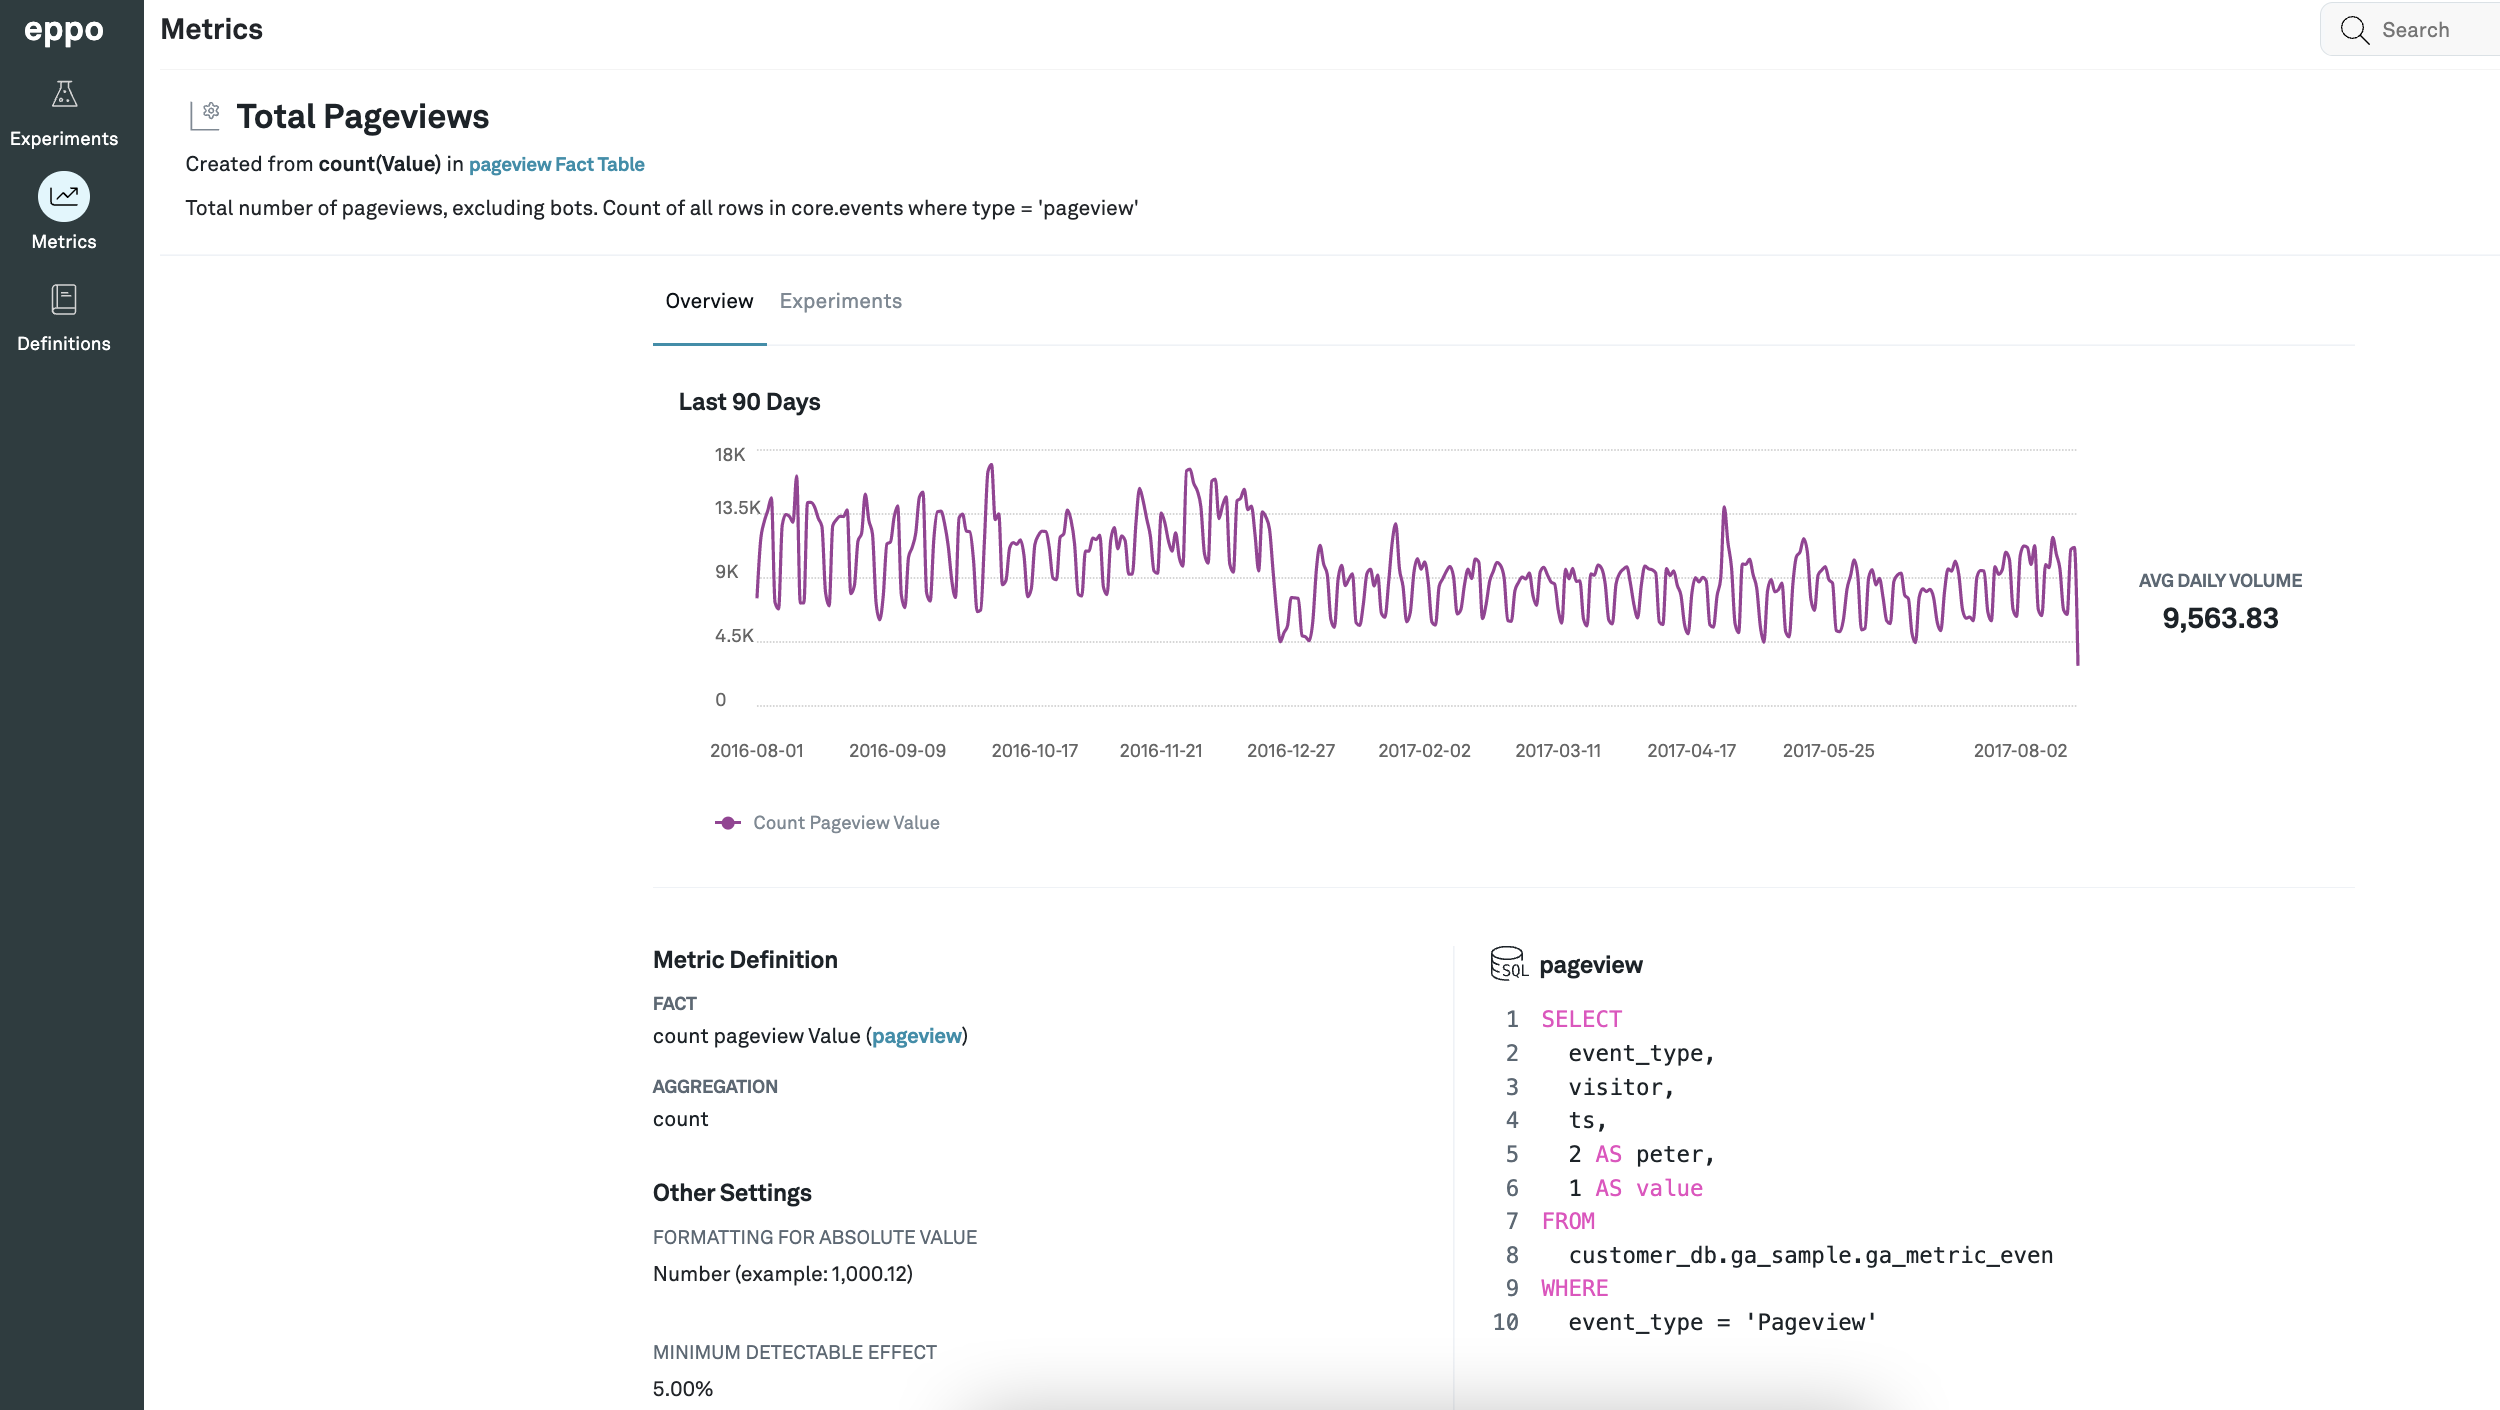 eppo
Experiments
Metrics
Definitions
Metrics
Search
Total Pageviews
Created from count(Value) in pageview Fact Table
Total number of pageviews, excluding bots. Count of all rows in core.events where type = 'pageview'
Overview
Experiments
Last 90 Days
18K
13.5K
9K
4.5K
0
2016-08-01
2016-09-09
2016-10-17
2016-11-21
2016-12-27
2017-02-02
2017-03-11
2017-04-17
2017-05-25
2017-08-02
Count Pageview Value
AVG DAILY VOLUME
9,563.83
Metric Definition
FACT
count pageview Value (pageview)
AGGREGATION
count
Other Settings
FORMATTING FOR ABSOLUTE VALUE
Number (example: 1,000.12)
MINIMUM DETECTABLE EFFECT
5.00%
SQL pageview
1 SELECT
2 event_type,
3 visitor,
4 ts,
5 2 AS peter,
6 1 AS value
7 FROM
8 customer_db.ga_sample.ga_metric_even
9 WHERE
10 event_type = 'Pageview'